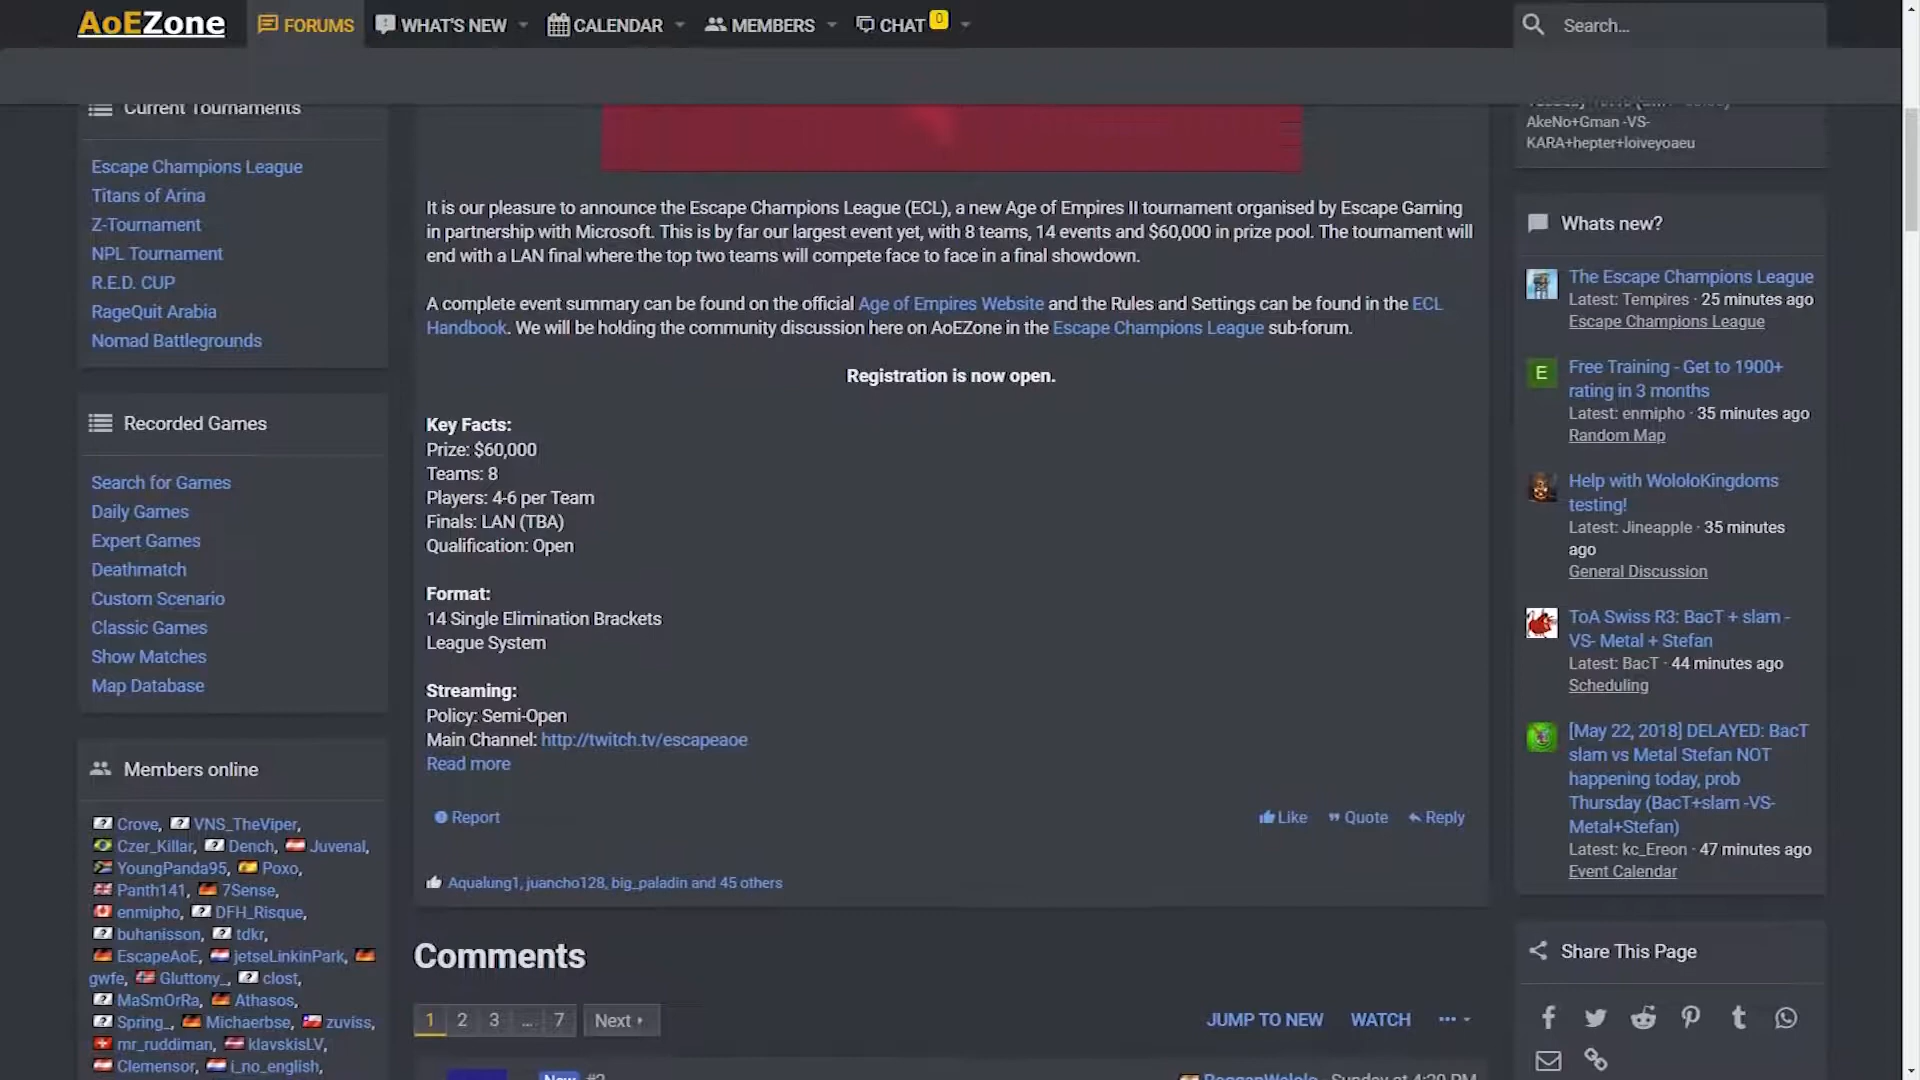 AoEZone
FORUMS
WHAT'S NEW
CALENDAR
MEMBERS
CHAT 0
Search...
Current Tournaments
Escape Champions League
Titans of Arina
Z-Tournament
NPL Tournament
R.E.D. CUP
RageQuit Arabia
Nomad Battlegrounds
Recorded Games
Search for Games
Daily Games
Expert Games
Deathmatch
Custom Scenario
Classic Games
Show Matches
Map Database
Members online
Crove, VNS_TheViper,
Czer_Killar, Dench, Juvenal,
YoungPanda95, Poxo,
Panth141, 7Sense,
enmipho, DFH_Risque,
buhanisson, tdkr,
EscapeAoE, jetseLinkinPark,
gwfe, Gluttony_, clost,
MaSmOrRa, Athasos,
Spring_, Michaerbse, zuviss,
mr_ruddiman, klavskisLV,
Clemensor, i_no_english,
It is our pleasure to announce the Escape Champions League (ECL), a new Age of Empires II tournament organised by Escape Gaming
in partnership with Microsoft. This is by far our largest event yet, with 8 teams, 14 events and $60,000 in prize pool. The tournament will
end with a LAN final where the top two teams will compete face to face in a final showdown.
A complete event summary can be found on the official Age of Empires Website and the Rules and Settings can be found in the ECL
Handbook. We will be holding the community discussion here on AoEZone in the Escape Champions League sub-forum.
Registration is now open.
Key Facts:
Prize: $60,000
Teams: 8
Players: 4-6 per Team
Finals: LAN (TBA)
Qualification: Open
Format:
14 Single Elimination Brackets
League System
Streaming:
Policy: Semi-Open
Main Channel: http://twitch.tv/escapeaoe
Read more
Report
Like
Quote
Reply
Aqualung1, juancho128, big_paladin and 45 others
Comments
1 2 3 ... 7 Next
JUMP TO NEW
WATCH
New #2
Sunday at 4:29 PM
AkeNo+Gman -VS-
KARA+hepter+loiveyoaeu
Whats new?
The Escape Champions League
Latest: Tempires · 25 minutes ago
Escape Champions League
E
Free Training - Get to 1900+
rating in 3 months
Latest: enmipho · 35 minutes ago
Random Map
Help with WololoKingdoms
testing!
Latest: Jineapple · 35 minutes
ago
General Discussion
ToA Swiss R3: BacT + slam -
VS- Metal + Stefan
Latest: BacT · 44 minutes ago
Scheduling
[May 22, 2018] DELAYED: BacT
slam vs Metal Stefan NOT
happening today, prob
Thursday (BacT+slam -VS-
Metal+Stefan)
Latest: kc_Ereon · 47 minutes ago
Event Calendar
Share This Page